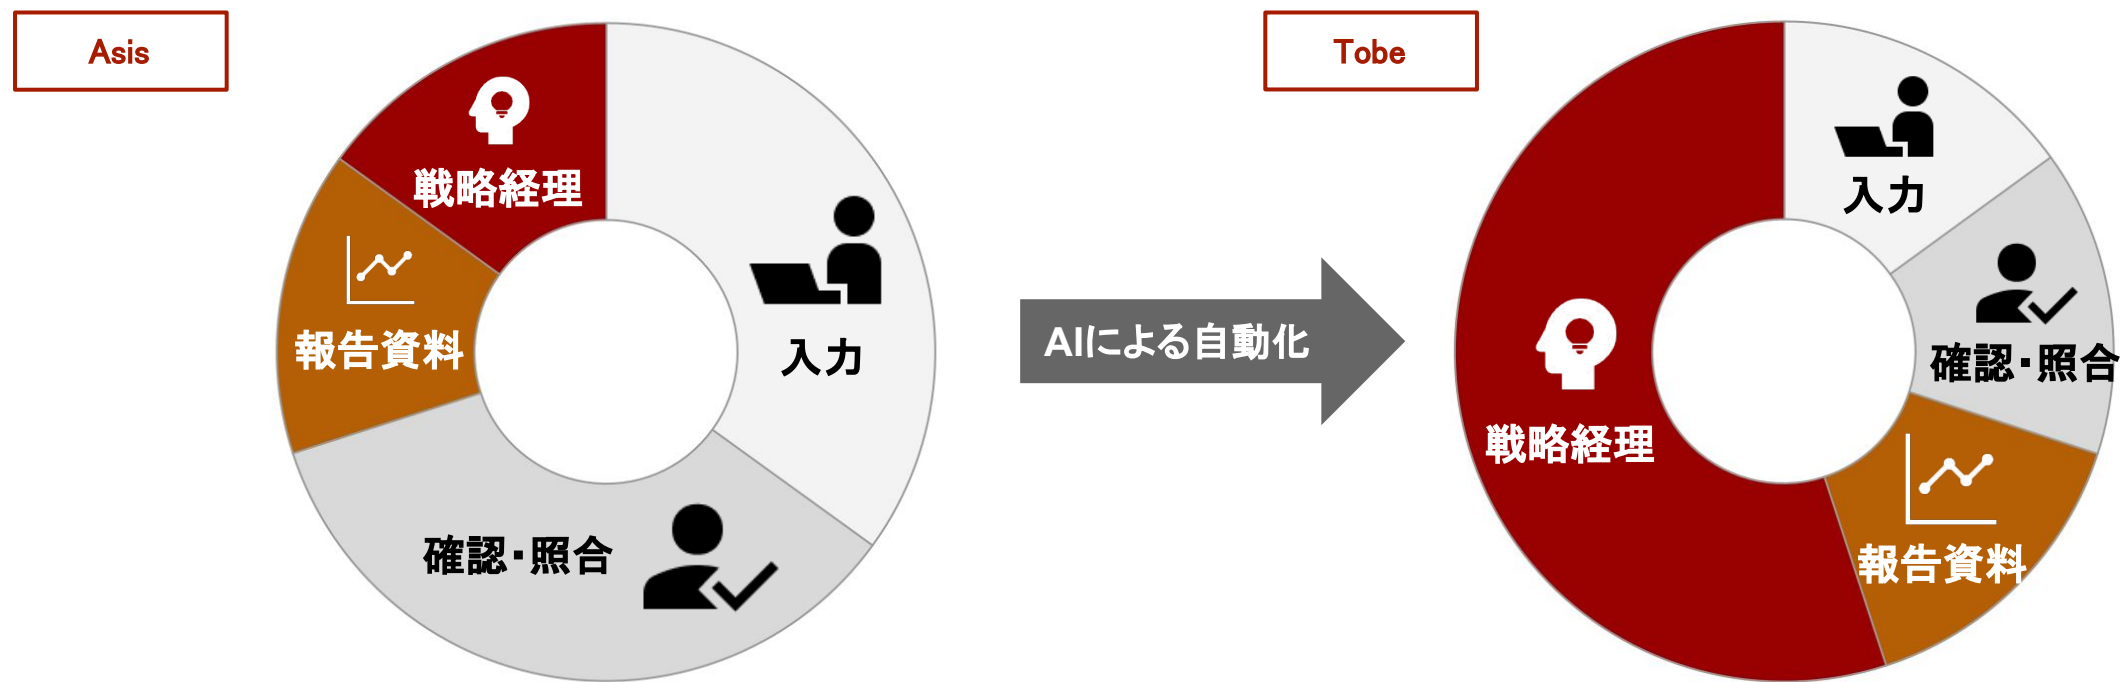 Asis
戦略経理
報告資料
入力
確認・照合
AIによる自動化
Tobe
入力
確認・照合
戦略経理
報告資料